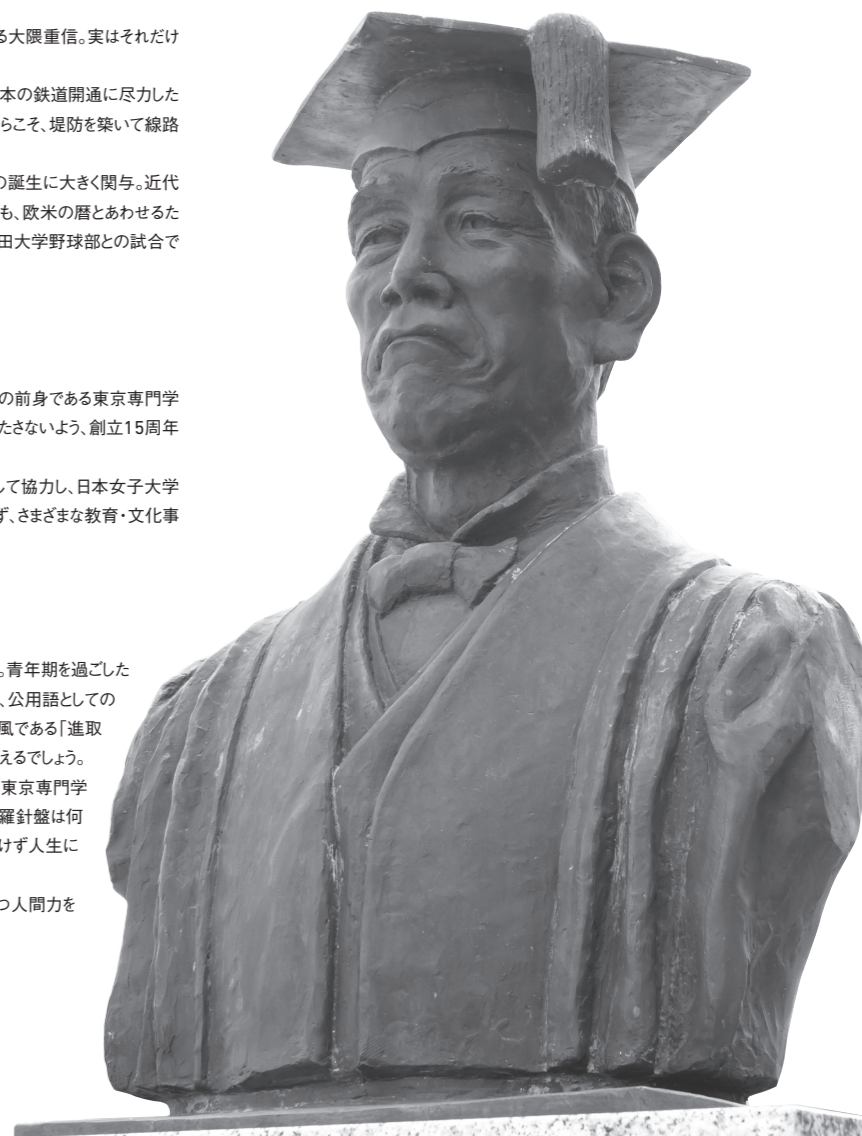 る大隈重信。実はそれだけ
本の鉄道開通に尽力した
らこそ、堤防を築いて線路
の誕生に大きく関与。近代
も、欧米の暦とあわせるた
田大学野球部との試合で
の前身である東京専門学
たさないよう、創立15周年
して協力し、日本女子大学
ず、さまざまな教育・文化事
。青年期を過ごした
、公用語としての
風である「進取
えるでしょう。
東京専門学
羅針盤は何
けず人生に
つ人間力を